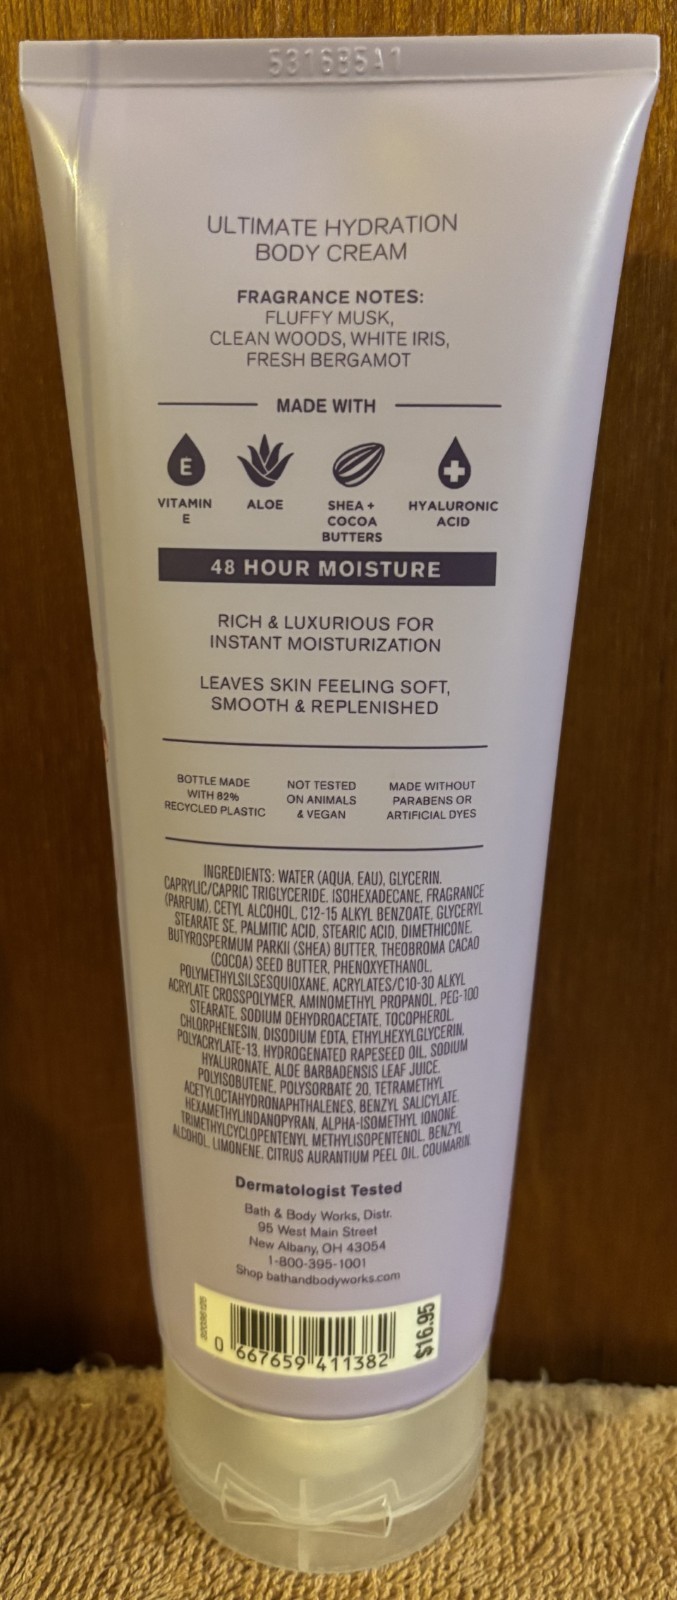 531685A1
ULTIMATE HYDRATION
BODY CREAM
FRAGRANCE NOTES:
FLUFFY MUSK,
CLEAN WOODS, WHITE IRIS,
FRESH BERGAMOT
MADE WITH
E
VITAMIN
E
ALOE
SHEA +
COCOA
BUTTERS
HYALURONIC
ACID
48 HOUR MOISTURE
RICH & LUXURIOUS FOR
INSTANT MOISTURIZATION
LEAVES SKIN FEELING SOFT,
SMOOTH & REPLENISHED
BOTTLE MADE
WITH 82%
RECYCLED PLASTIC
NOT TESTED
ON ANIMALS
& VEGAN
MADE WITHOUT
PARABENS OR
ARTIFICIAL DYES
INGREDIENTS: WATER (AQUA, EAU), GLYCERIN,
CAPRYLIC/CAPRIC TRIGLYCERIDE, ISOHEXADECANE, FRAGRANCE
(PARFUM), CETYL ALCOHOL, C12-15 ALKYL BENZOATE, GLYCERYL
STEARATE SE, PALMITIC ACID, STEARIC ACID, DIMETHICONE,
BUTYROSPERMUM PARKII (SHEA) BUTTER, THEOBROMA CACAO
(COCOA) SEED BUTTER, PHENOXYETHANOL,
POLYMETHYLSILSESQUIOXANE, ACRYLATES/C10-30 ALKYL
ACRYLATE CROSSPOLYMER, AMINOMETHYL PROPANOL, PEG-100
STEARATE, SODIUM DEHYDROACETATE, TOCOPHEROL,
CHLORPHENESIN, DISODIUM EDTA, ETHYLHEXYLGLYCERIN,
POLYACRYLATE-13, HYDROGENATED RAPESEED OIL, SODIUM
HYALURONATE, ALOE BARBADENSIS LEAF JUICE,
POLYISOBUTENE, POLYSORBATE 20, TETRAMETHYL
ACETYLOCTAHYDRONAPHTHALENES, BENZYL SALICYLATE,
HEXAMETHYLINDANOPYRAN, ALPHA-ISOMETHYL IONONE,
TRIMETHYLCYCLOPENTENYL METHYLISOPENTENOL, BENZYL
ALCOHOL, LIMONENE, CITRUS AURANTIUM PEEL OIL, COUMARIN
Dermatologist Tested
Bath & Body Works, Distr.
95 West Main Street
New Albany, OH 43054
1-800-395-1001
Shop bathandbodyworks.com
0 667659 411382
$16.95